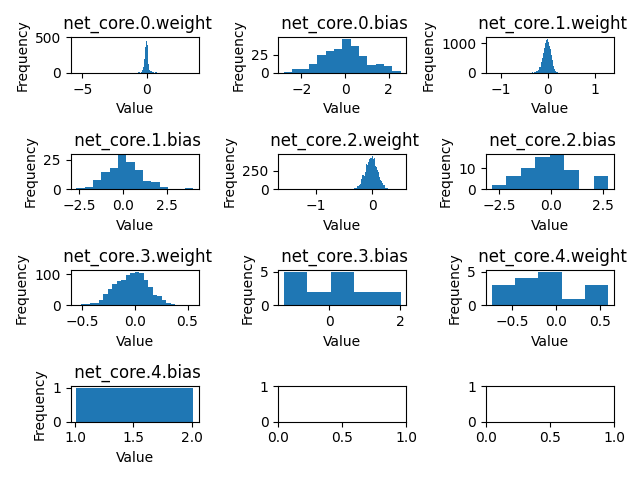 net_core.0.weight
Frequency
500
0
−5
0
Value
net_core.0.bias
Frequency
25
0
−2
0
2
Value
net_core.1.weight
Frequency
1000
0
−1
0
1
Value
net_core.1.bias
Frequency
25
0
−2.5
0.0
2.5
Value
net_core.2.weight
Frequency
250
0
−1
0
Value
net_core.2.bias
Frequency
10
0
−2.5
0.0
2.5
Value
net_core.3.weight
Frequency
100
0
−0.5
0.0
0.5
Value
net_core.3.bias
Frequency
5
0
0
2
Value
net_core.4.weight
Frequency
5
0
−0.5
0.0
0.5
Value
net_core.4.bias
Frequency
1
0
1.0
1.5
2.0
Value
1
0
0.0
0.5
1.0
1
0
0.0
0.5
1.0